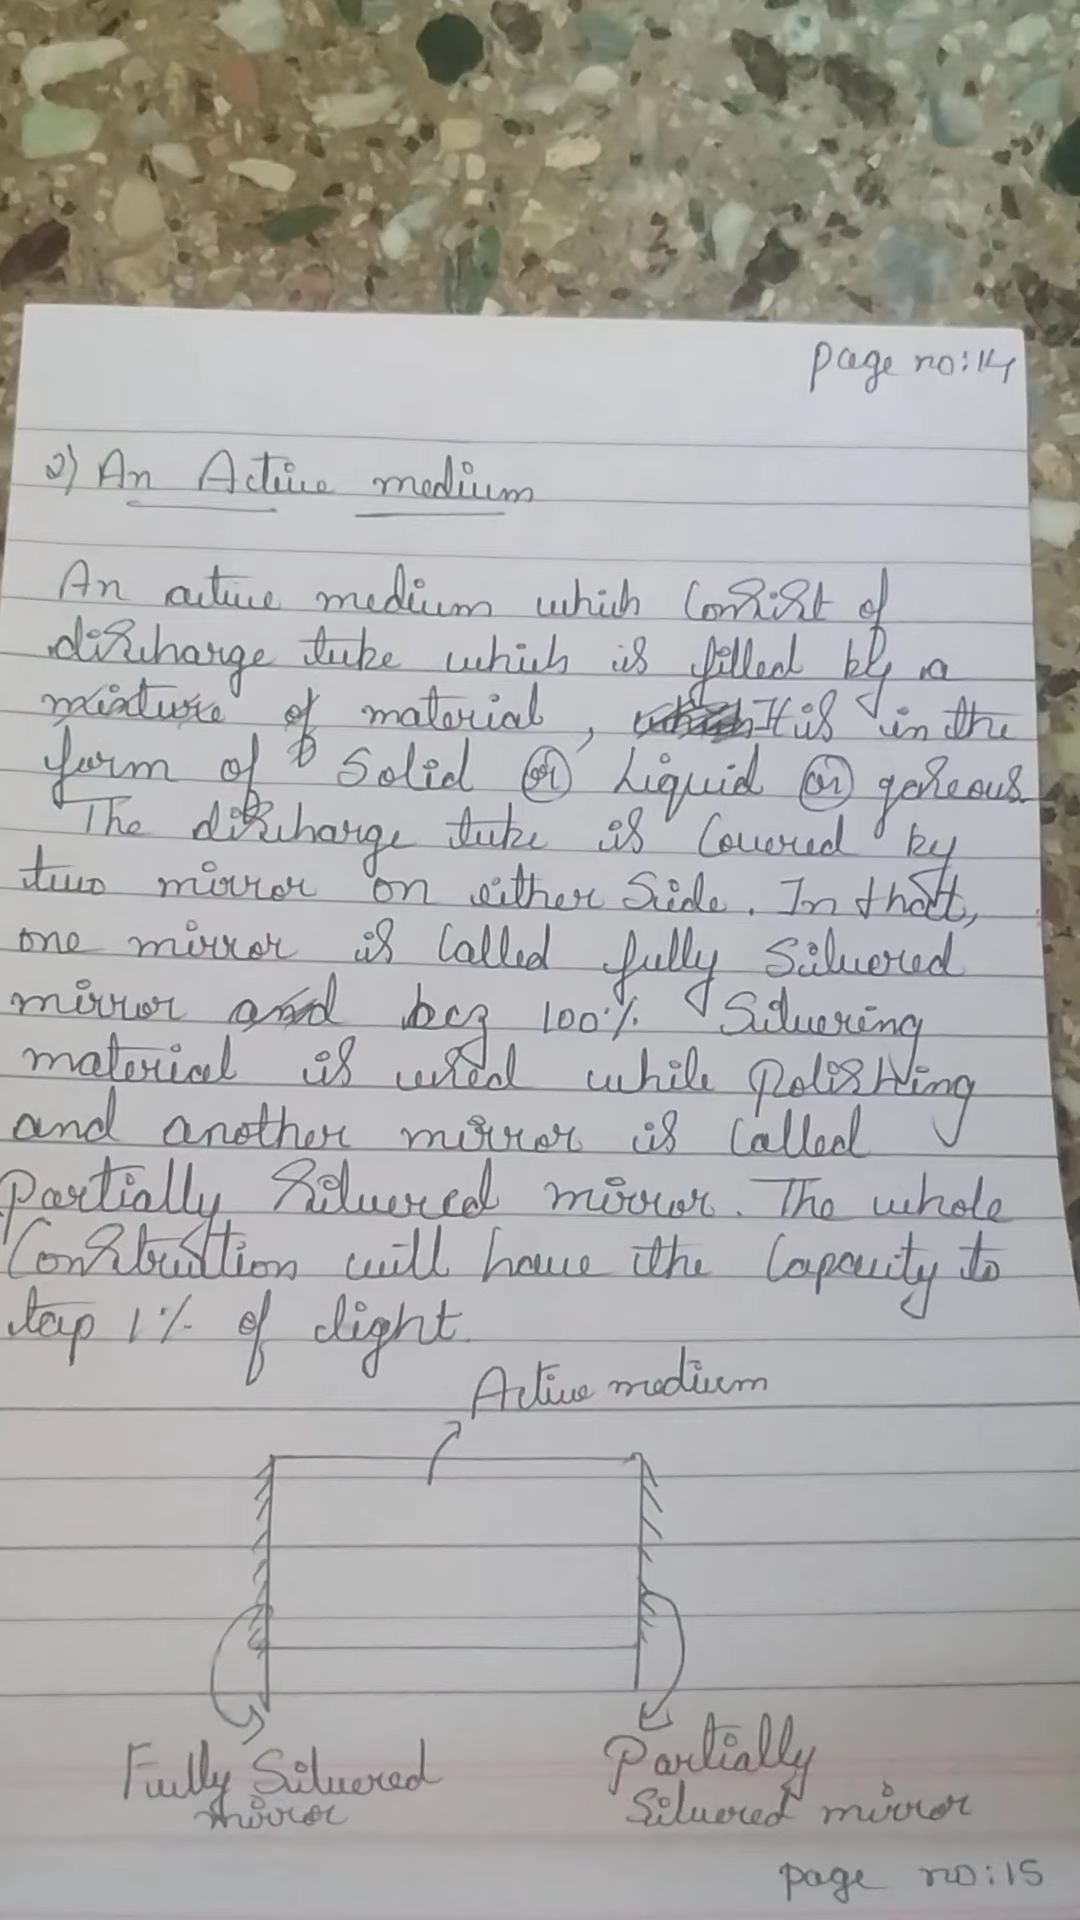 Page no:14
2) An Active medium
An active medium which Consist of
discharge tube which is filled by a
mixture of material, It is in the
form of Solid (or) Liquid (or) gaseous.
The discharge tube is Covered by
two mirror on either Side. In that,
one mirror is Called fully Silvered
mirror and bcz 100% Silvering
material is used while Polishing
and another mirror is Called
Partially Silvered mirror. The whole
Construction will have the Capacity to
tap 1% of light.
Active medium
Fully Silvered
mirror
Partially
Silvered mirror
page no:15